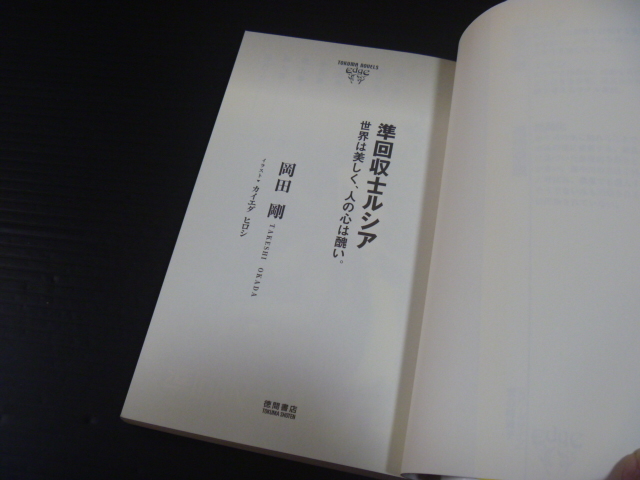 TOKUMA NOVELS
edge
準回収士ルシア
世界は美しく、人の心は醜い。
岡田 剛
TAKESHI OKADA
イラスト・カイエダ ヒロシ
徳間書店
TOKUMA SHOTEN